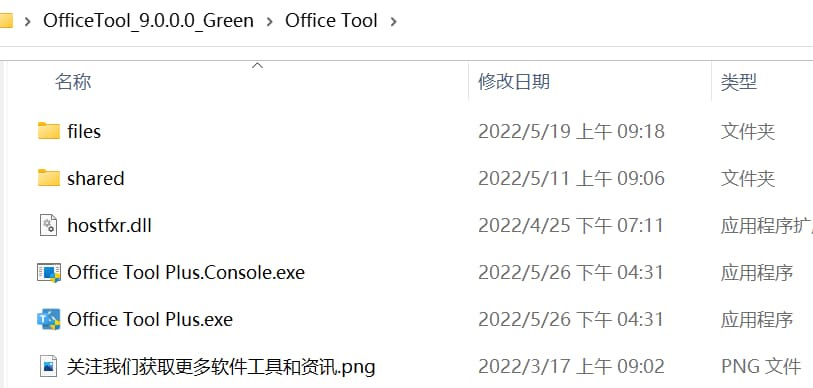 OfficeTool_9.0.0.0_Green > Office Tool >
名称 修改日期 类型
files 2022/5/19 上午 09:18 文件夹
shared 2022/5/11 上午 09:06 文件夹
hostfxr.dll 2022/4/25 下午 07:11 应用程序扩
Office Tool Plus.Console.exe 2022/5/26 下午 04:31 应用程序
Office Tool Plus.exe 2022/5/26 下午 04:31 应用程序
关注我们获取更多软件工具和资讯.png 2022/3/17 上午 09:02 PNG 文件